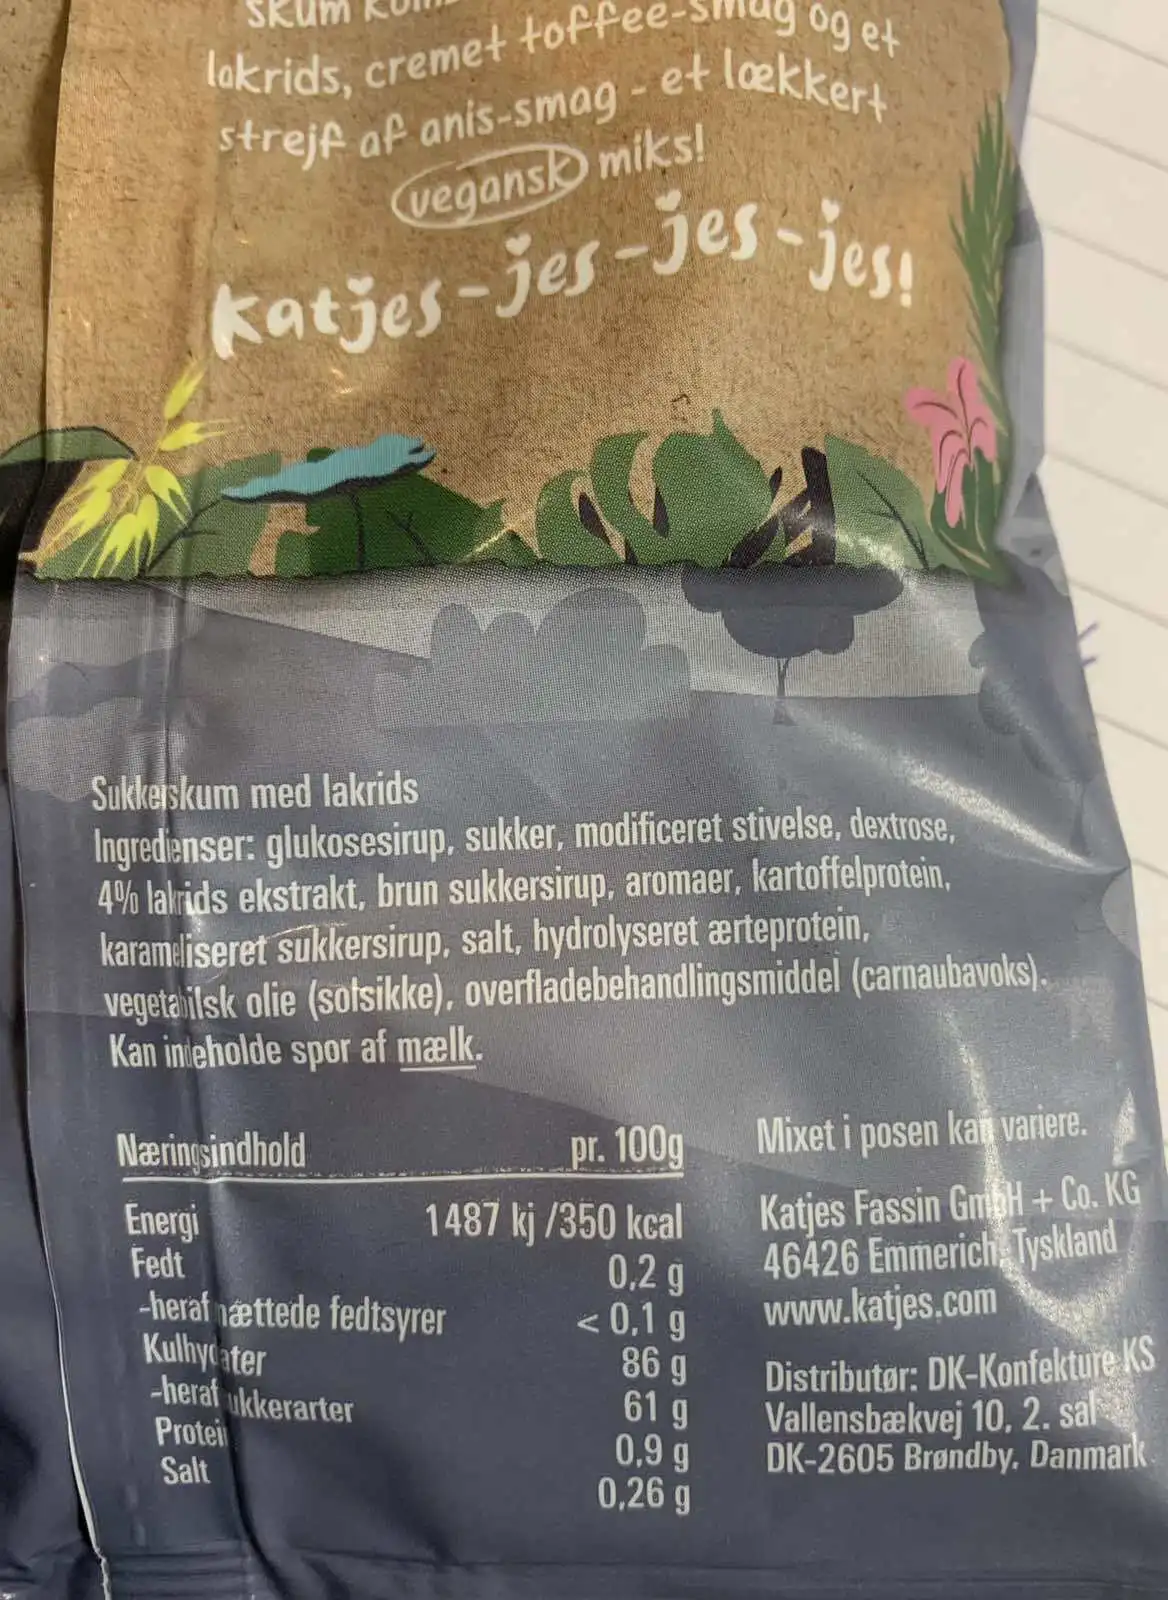 skum
lakrids, cremet toffee-smag og et
strejf af anis-smag - et lækkert
vegansk miks!
Katjes-jes-jes-jes!
Sukkerskum med lakrids
Ingredienser: glukosesirup, sukker, modificeret stivelse, dextrose,
4% lakrids ekstrakt, brun sukkersirup, aromaer, kartoffelprotein,
karameliseret sukkersirup, salt, hydrolyseret ærteprotein,
vegetabilsk olie (solsikke), overfladebehandlingsmiddel (carnaubavoks).
Kan indeholde spor af mælk.
Næringsindhold pr. 100g
Energi 1487 kj /350 kcal
Fedt 0,2 g
-heraf mættede fedtsyrer < 0,1 g
Kulhydrater 86 g
-heraf sukkerarter 61 g
Protein 0,9 g
Salt 0,26 g
Mixet i posen kan variere.
Katjes Fassin GmbH + Co. KG
46426 Emmerich, Tyskland
www.katjes.com
Distributør: DK-Konfekture KS
Vallensbækvej 10, 2. sal
DK-2605 Brøndby, Danmark